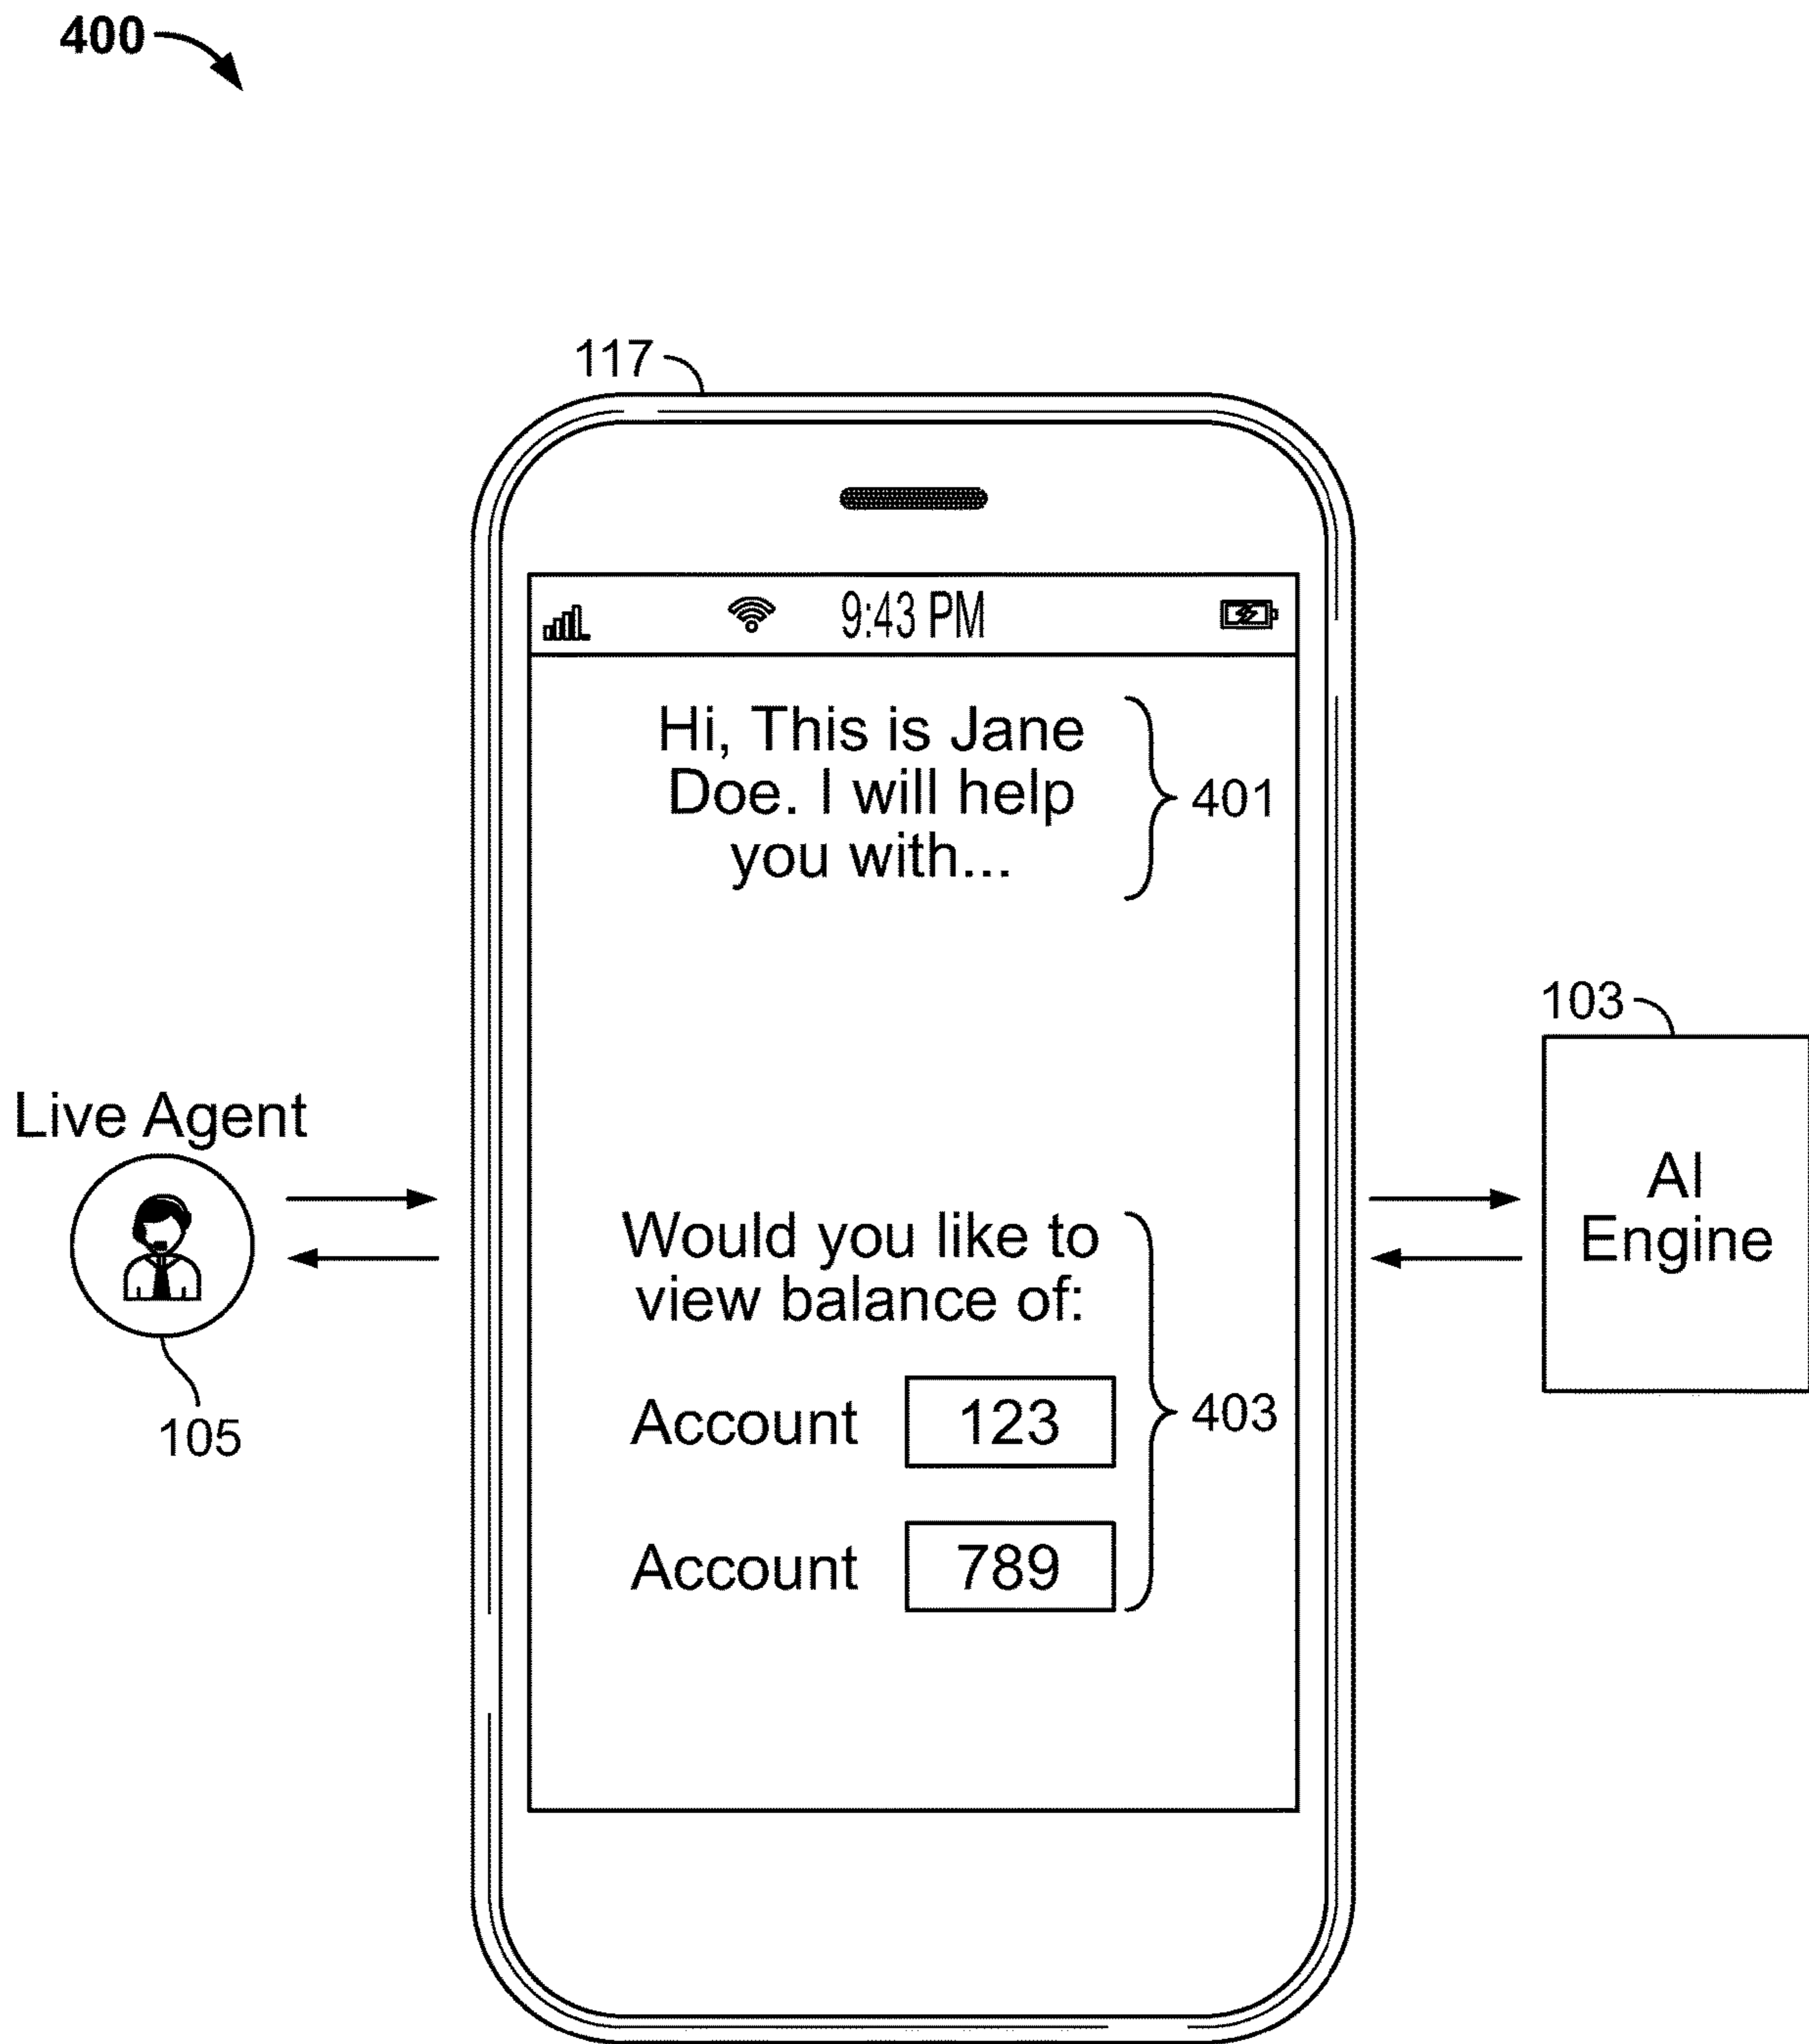 400
117
9:43 PM
Hi, This is Jane
Doe. I will help
you with...
401
103
Live Agent
AI
Engine
105
Would you like to
view balance of:
Account 123
403
Account 789